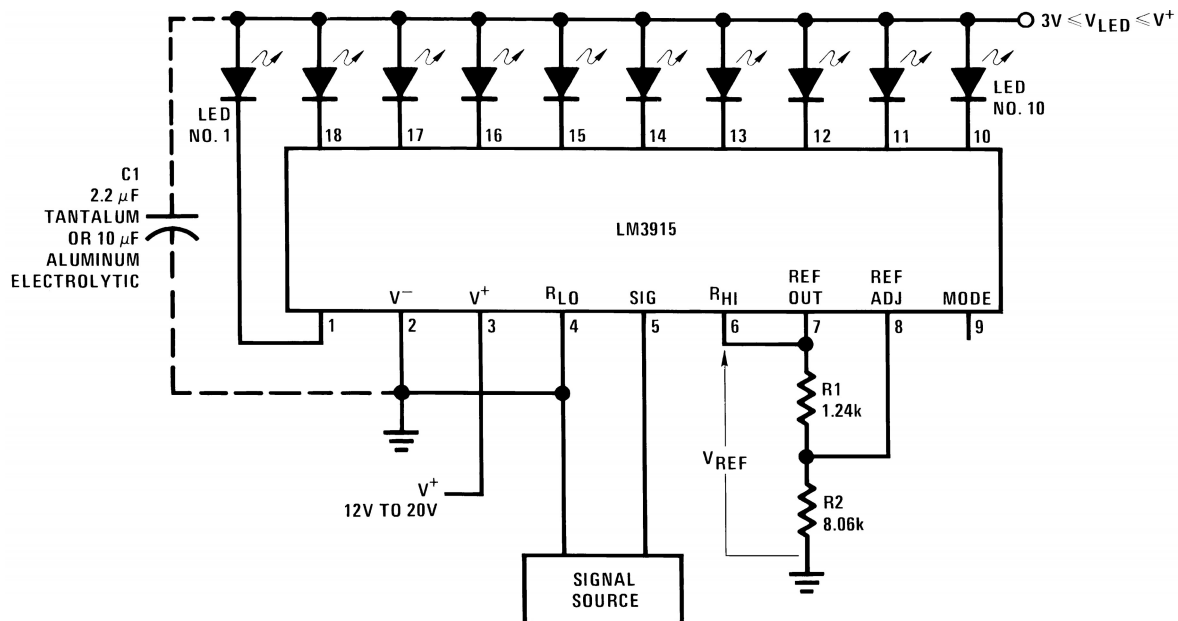 3V ≤ VLED ≤ V+
LED
NO. 1
LED
NO. 10
18
17
16
15
14
13
12
11
10
C1
2.2 µF
TANTALUM
OR 10 µF
ALUMINUM
ELECTROLYTIC
LM3915
V−
V+
RLO
SIG
RHI
REF
OUT
REF
ADJ
MODE
1
2
3
4
5
6
7
8
9
R1
1.24k
VREF
R2
8.06k
V+
12V TO 20V
SIGNAL
SOURCE